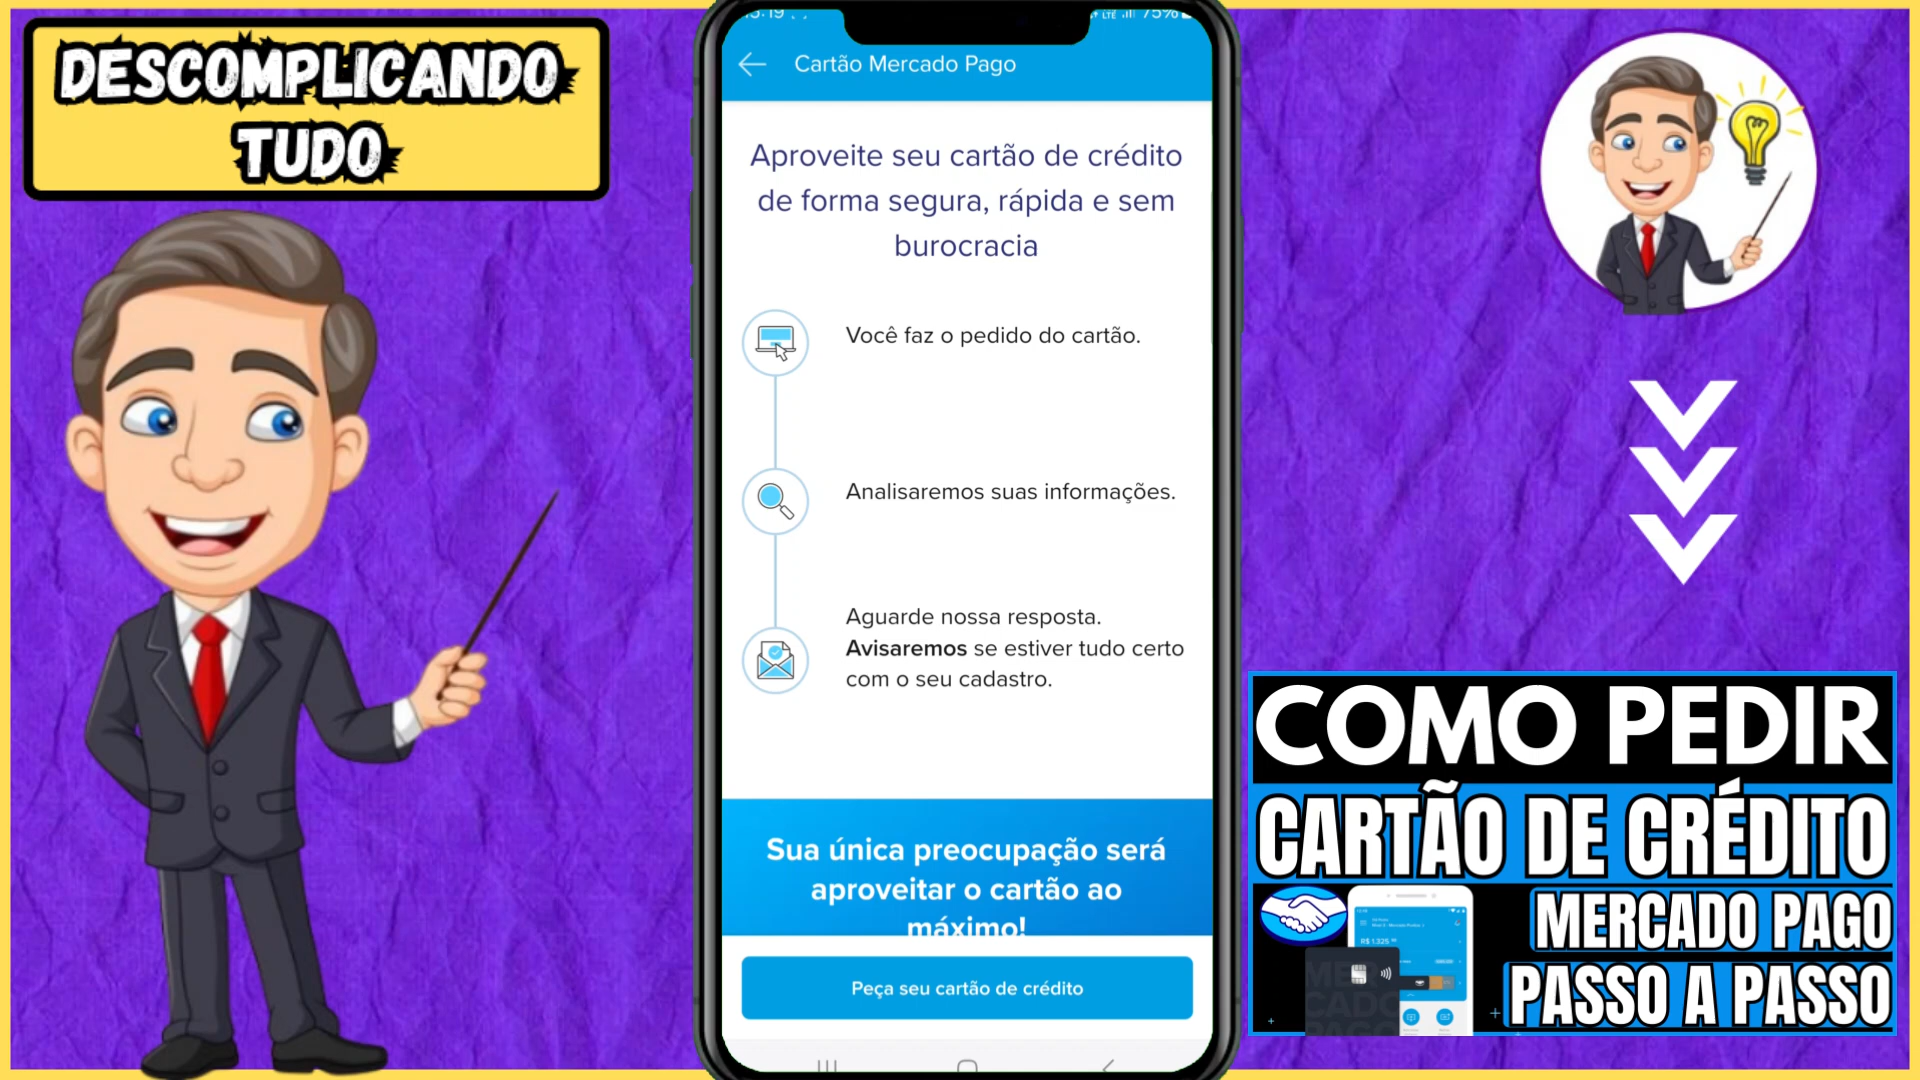 DESCOMPLICANDO
TUDO
75%
Cartão Mercado Pago
Aproveite seu cartão de crédito
de forma segura, rápida e sem
burocracia
Você faz o pedido do cartão.
Analisaremos suas informações.
Aguarde nossa resposta.
Avisaremos se estiver tudo certo
com o seu cadastro.
Sua única preocupação será
aproveitar o cartão ao
máximo!
Peça seu cartão de crédito
COMO PEDIR
CARTÃO DE CRÉDITO
MERCADO PAGO
PASSO A PASSO
R$ 1.325